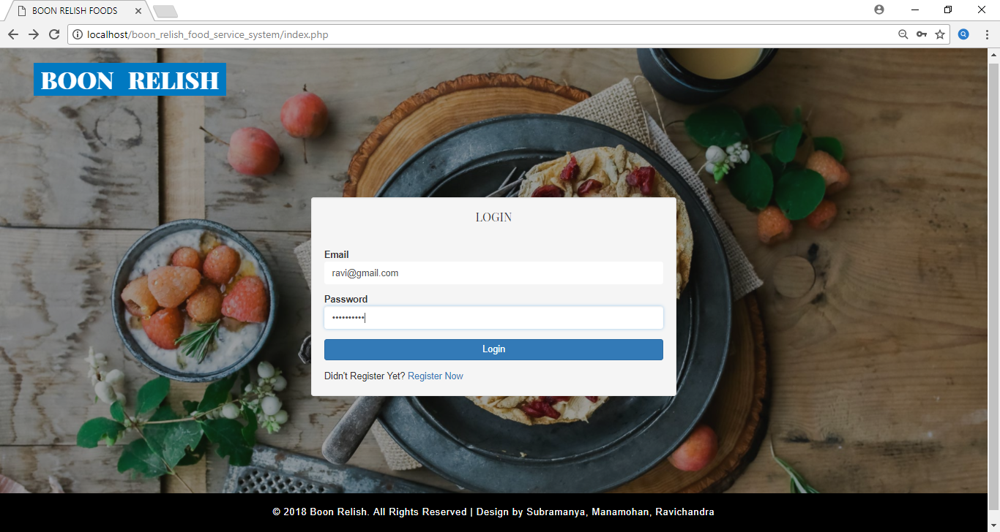 BOON RELISH FOODS
localhost/boon_relish_food_service_system/index.php
BOON RELISH
LOGIN
Email
ravi@gmail.com
Password
••••••••••
Login
Didn't Register Yet? Register Now
© 2018 Boon Relish. All Rights Reserved | Design by Subramanya, Manamohan, Ravichandra